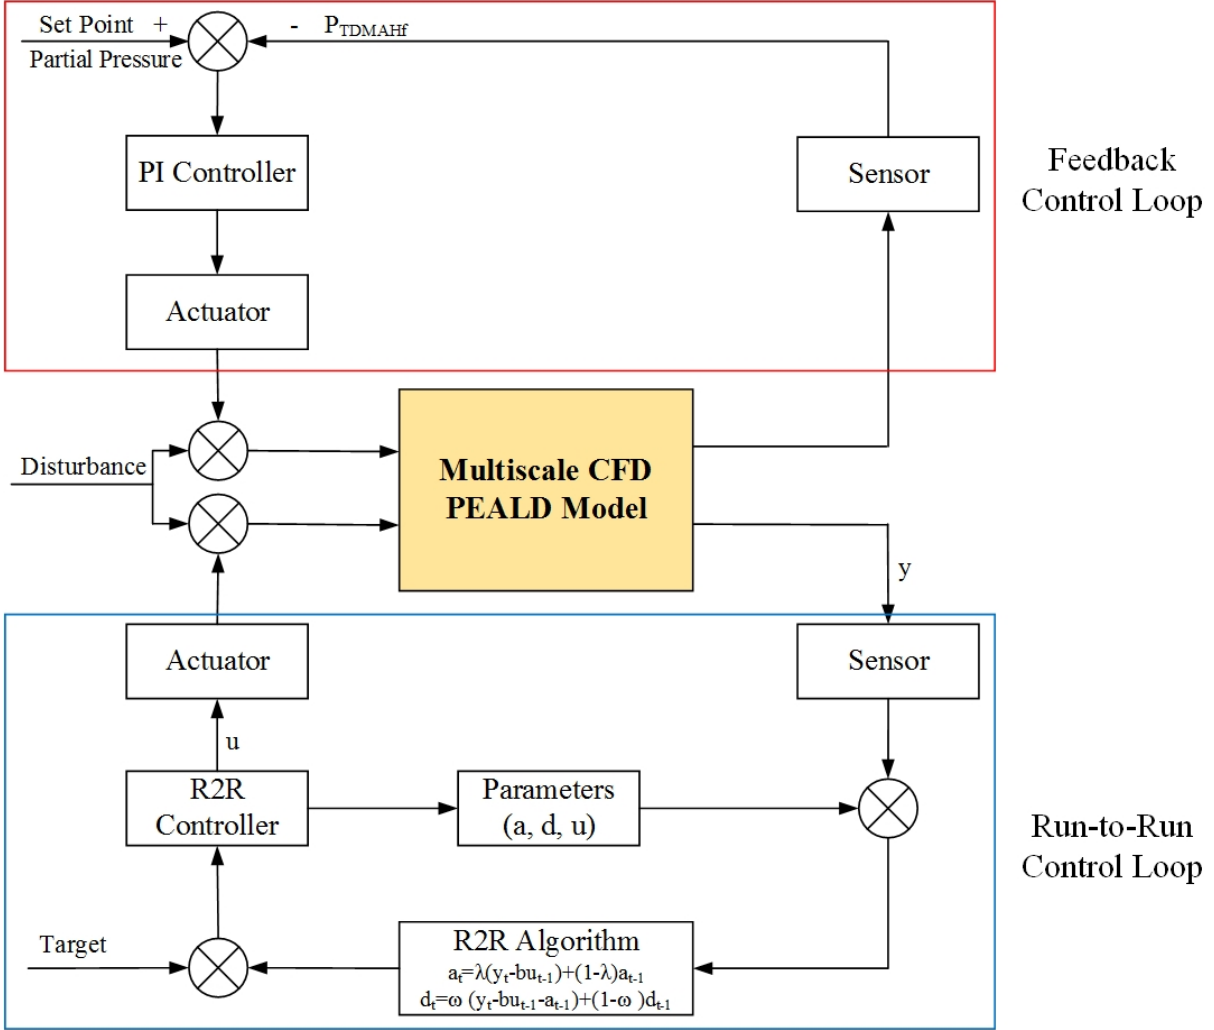 Set Point + - P_TDMAHf
Partial Pressure
PI Controller
Sensor
Feedback
Control Loop
Actuator
Disturbance
Multiscale CFD
PEALD Model
y
Actuator
Sensor
u
R2R
Controller
Parameters
(a, d, u)
Run-to-Run
Control Loop
Target
R2R Algorithm
a_t=λ(y_t-bu_t-1)+(1-λ)a_t-1
d_t=ω (y_t-bu_t-1-a_t-1)+(1-ω )d_t-1